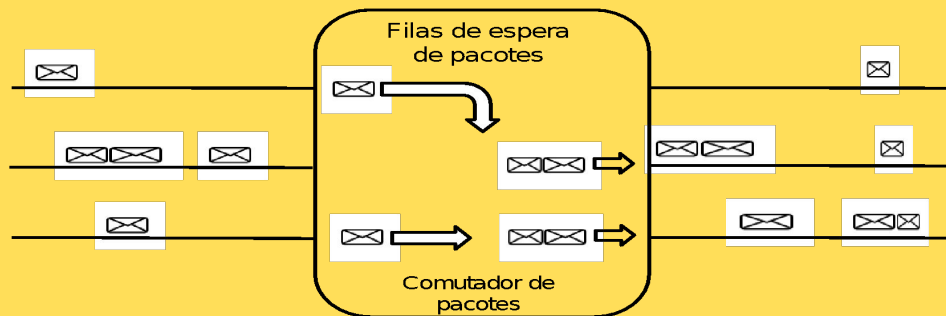 Filas de espera
de pacotes
Comutador de
pacotes